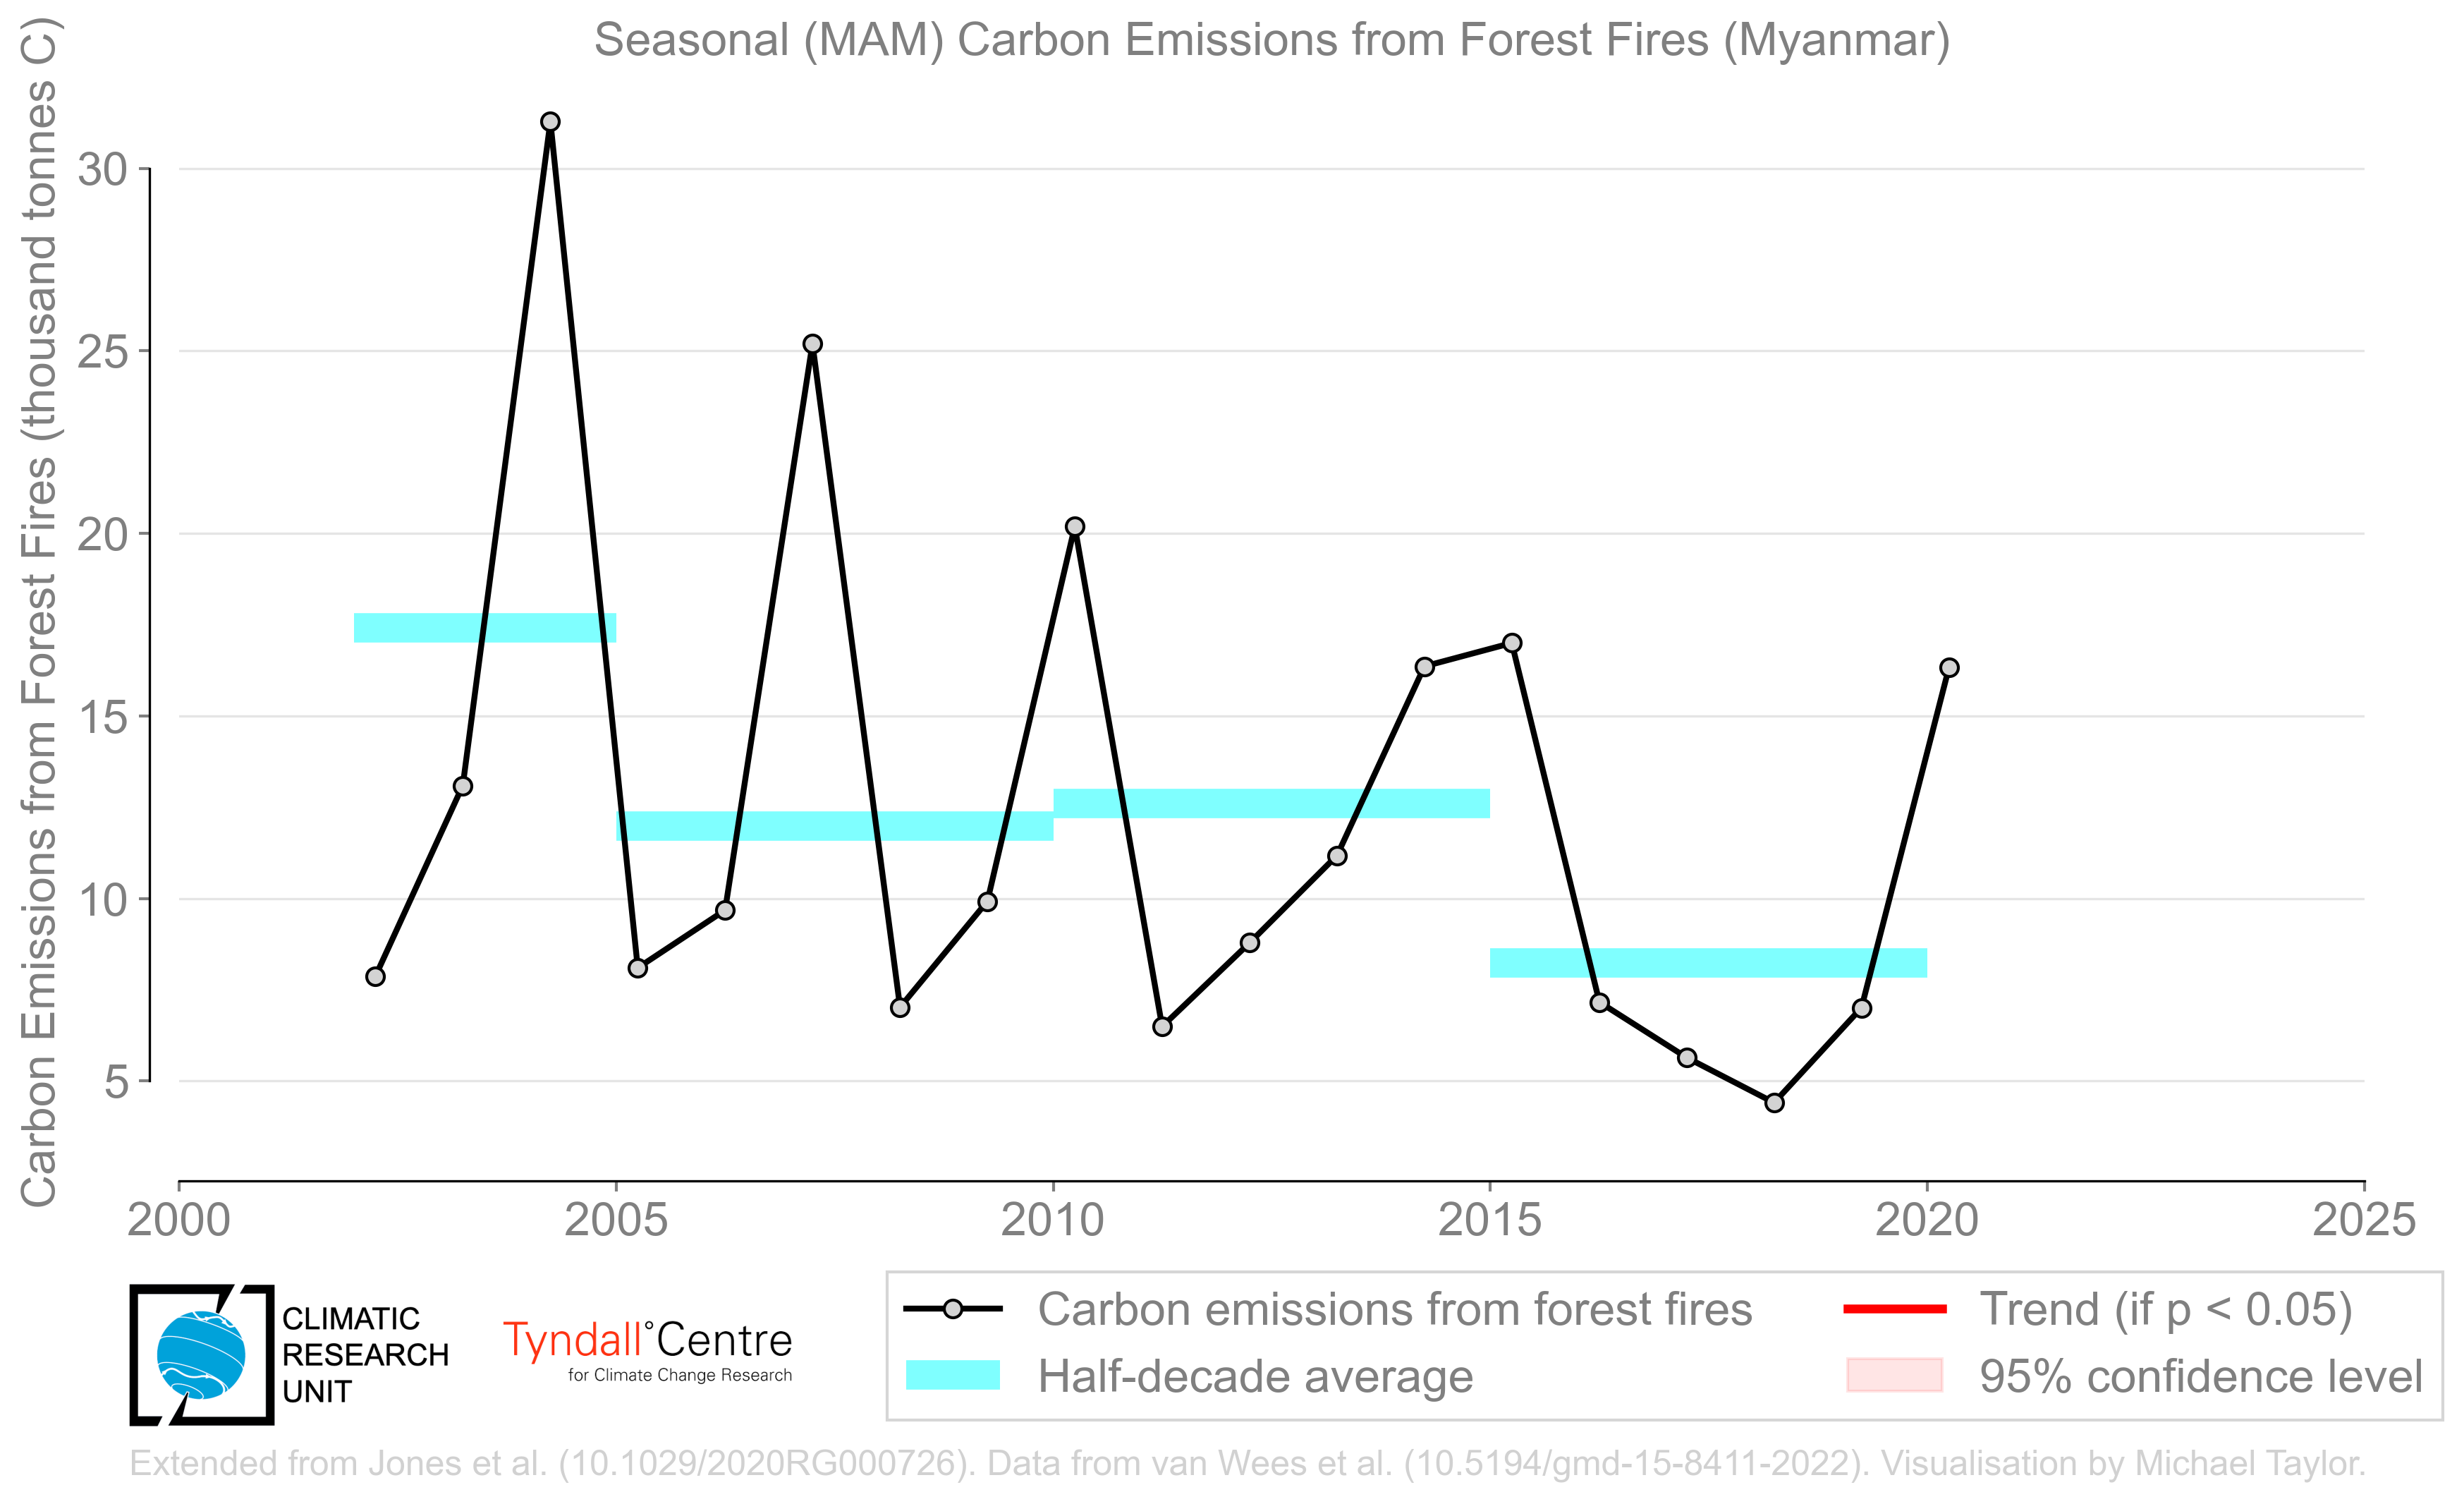 Seasonal (MAM) Carbon Emissions from Forest Fires (Myanmar)
Carbon Emissions from Forest Fires (thousand tonnes C)
30
25
20
15
10
5
2000 2005 2010 2015 2020 2025
CLIMATIC
RESEARCH
UNIT
Tyndall°Centre
for Climate Change Research
Carbon emissions from forest fires
Half-decade average
Trend (if p < 0.05)
95% confidence level
Extended from Jones et al. (10.1029/2020RG000726). Data from van Wees et al. (10.5194/gmd-15-8411-2022). Visualisation by Michael Taylor.